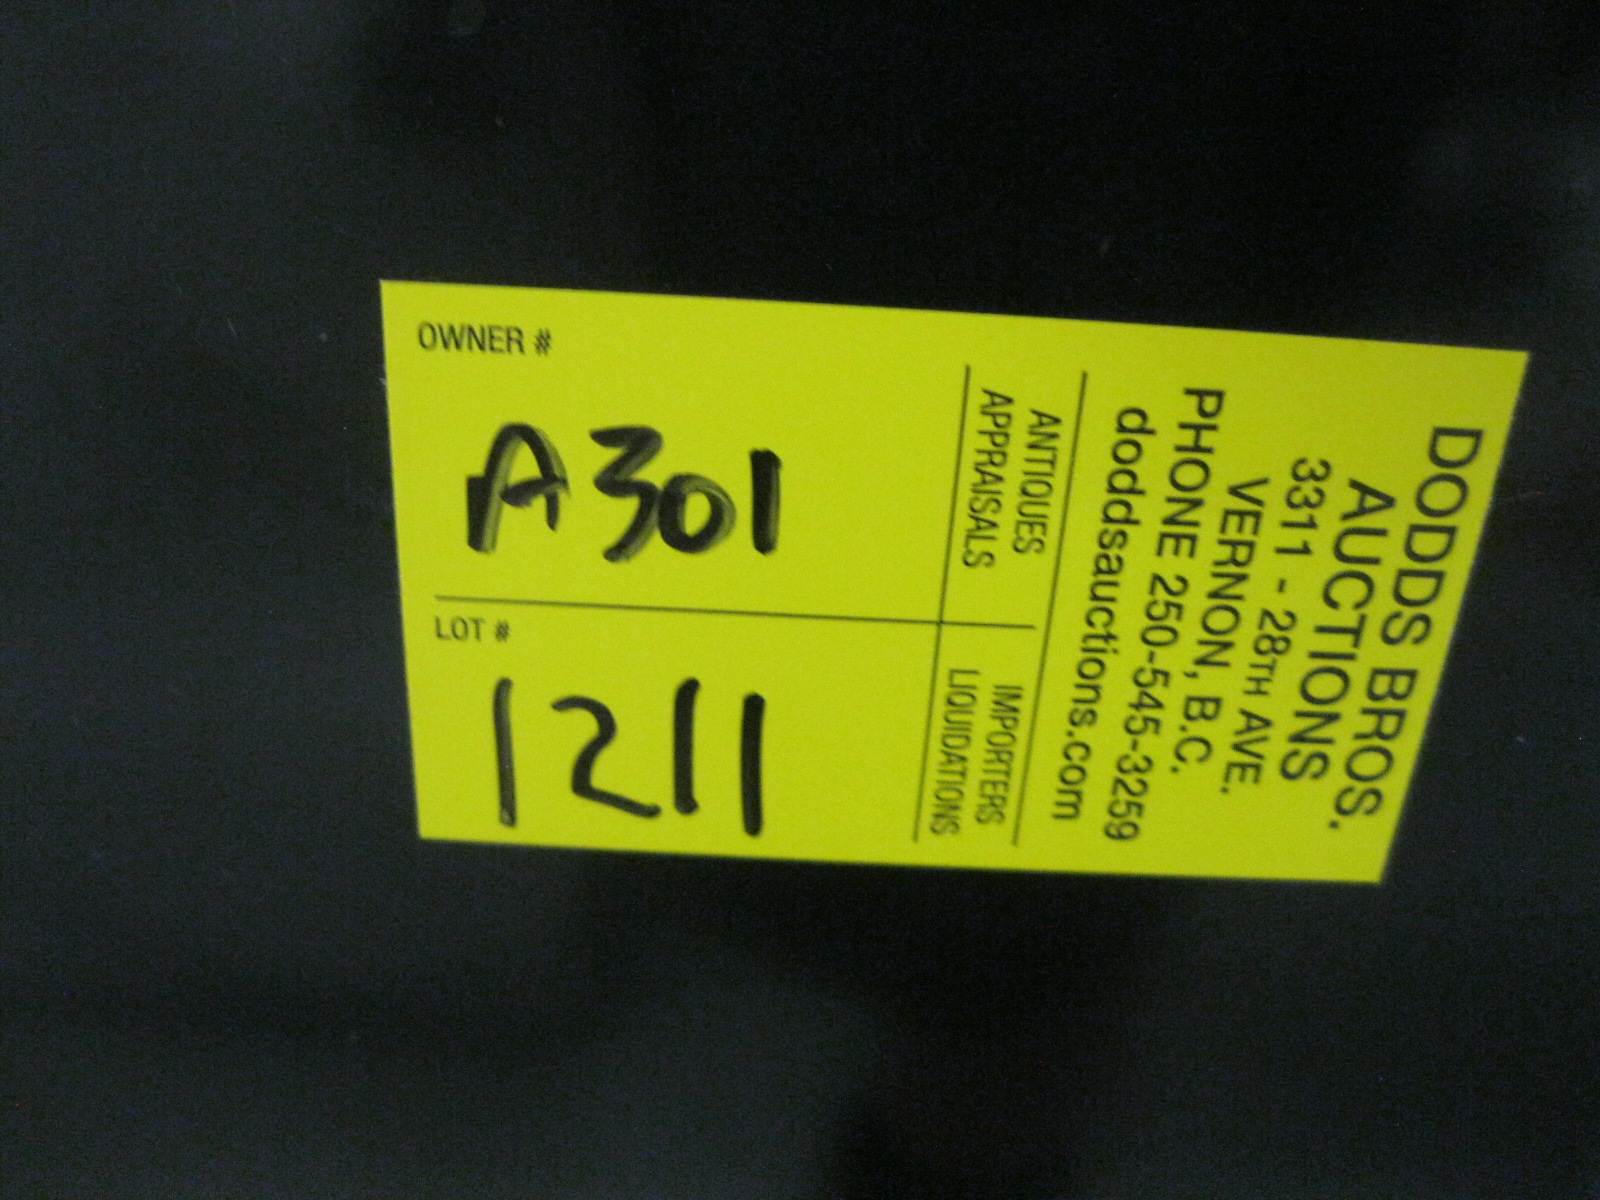 OWNER #
A301
LOT #
1211
DODDS BROS.
AUCTIONS
3311 - 28TH AVE.
VERNON, B.C.
PHONE 250-545-3259
doddsauctions.com
ANTIQUES
APPRAISALS
IMPORTERS
LIQUIDATIONS